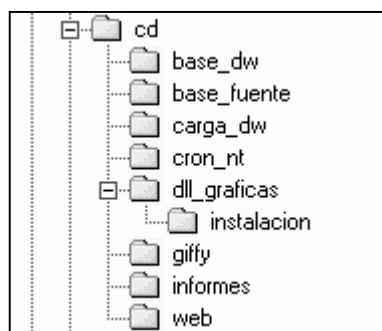 cd
base_dw
base_fuente
carga_dw
cron_nt
dll_graficas
instalacion
giffy
informes
web